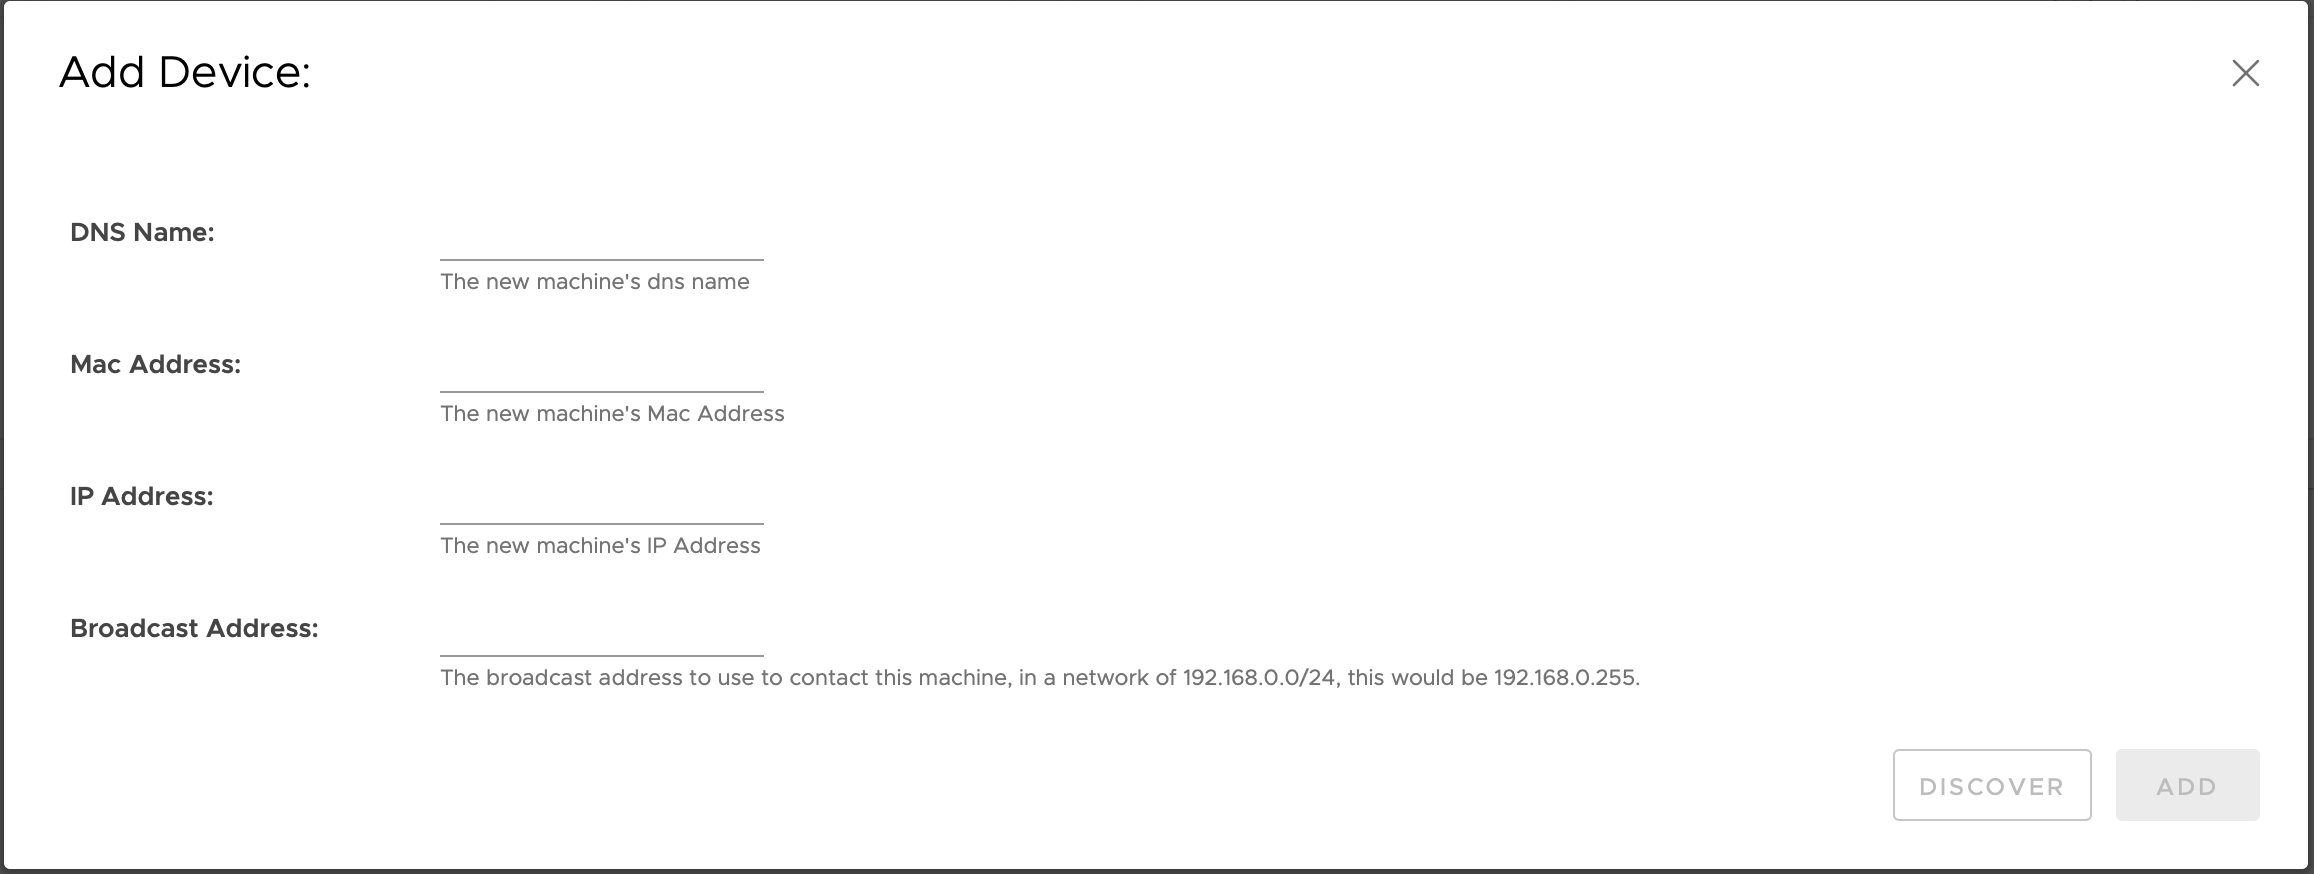 Add Device:
DNS Name:
The new machine's dns name
Mac Address:
The new machine's Mac Address
IP Address:
The new machine's IP Address
Broadcast Address:
The broadcast address to use to contact this machine, in a network of 192.168.0.0/24, this would be 192.168.0.255.
DISCOVER
ADD